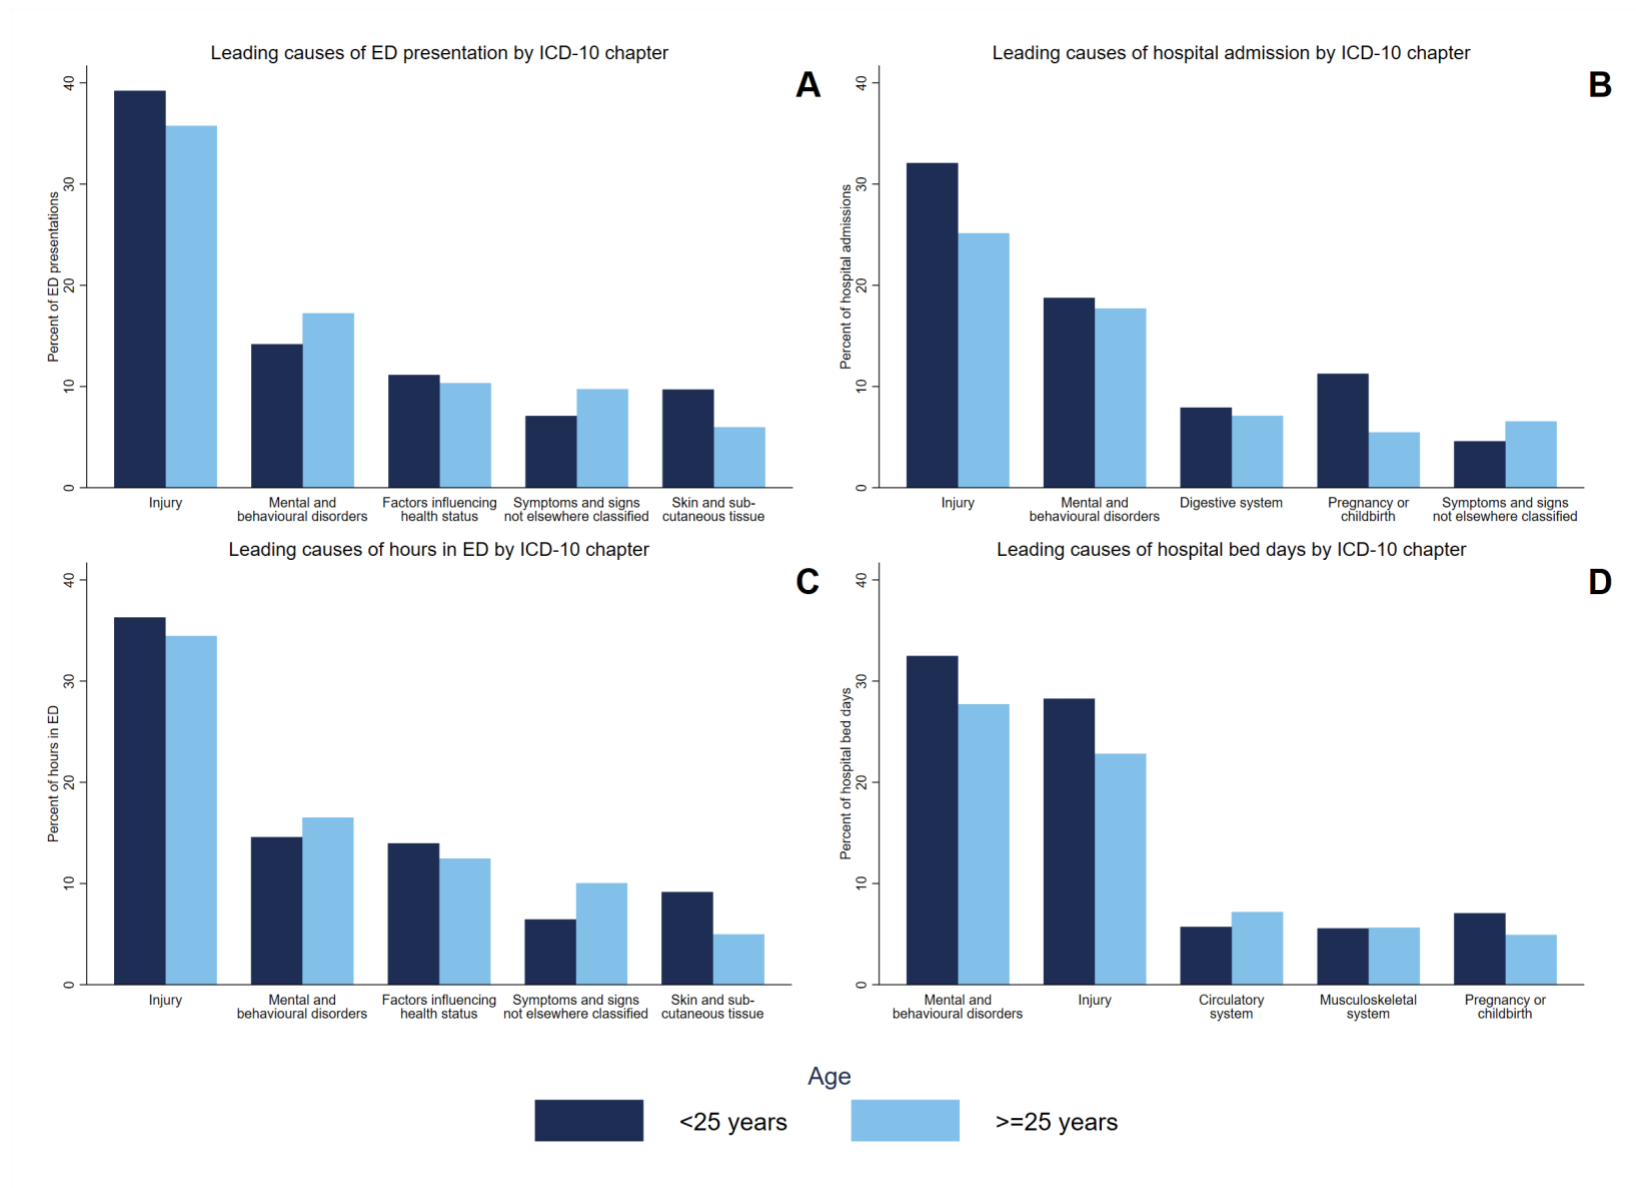 Leading causes of ED presentation by ICD-10 chapter
A
Percent of ED presentations
40
30
20
10
0
Injury
Mental and
behavioural disorders
Factors influencing
health status
Symptoms and signs
not elsewhere classified
Skin and sub-
cutaneous tissue
Leading causes of hospital admission by ICD-10 chapter
B
Percent of hospital admissions
40
30
20
10
0
Injury
Mental and
behavioural disorders
Digestive system
Pregnancy or
childbirth
Symptoms and signs
not elsewhere classified
Leading causes of hours in ED by ICD-10 chapter
C
Percent of hours in ED
40
30
20
10
0
Injury
Mental and
behavioural disorders
Factors influencing
health status
Symptoms and signs
not elsewhere classified
Skin and sub-
cutaneous tissue
Leading causes of hospital bed days by ICD-10 chapter
D
Percent of hospital bed days
40
30
20
10
0
Mental and
behavioural disorders
Injury
Circulatory
system
Musculoskeletal
system
Pregnancy or
childbirth
Age
<25 years
>=25 years